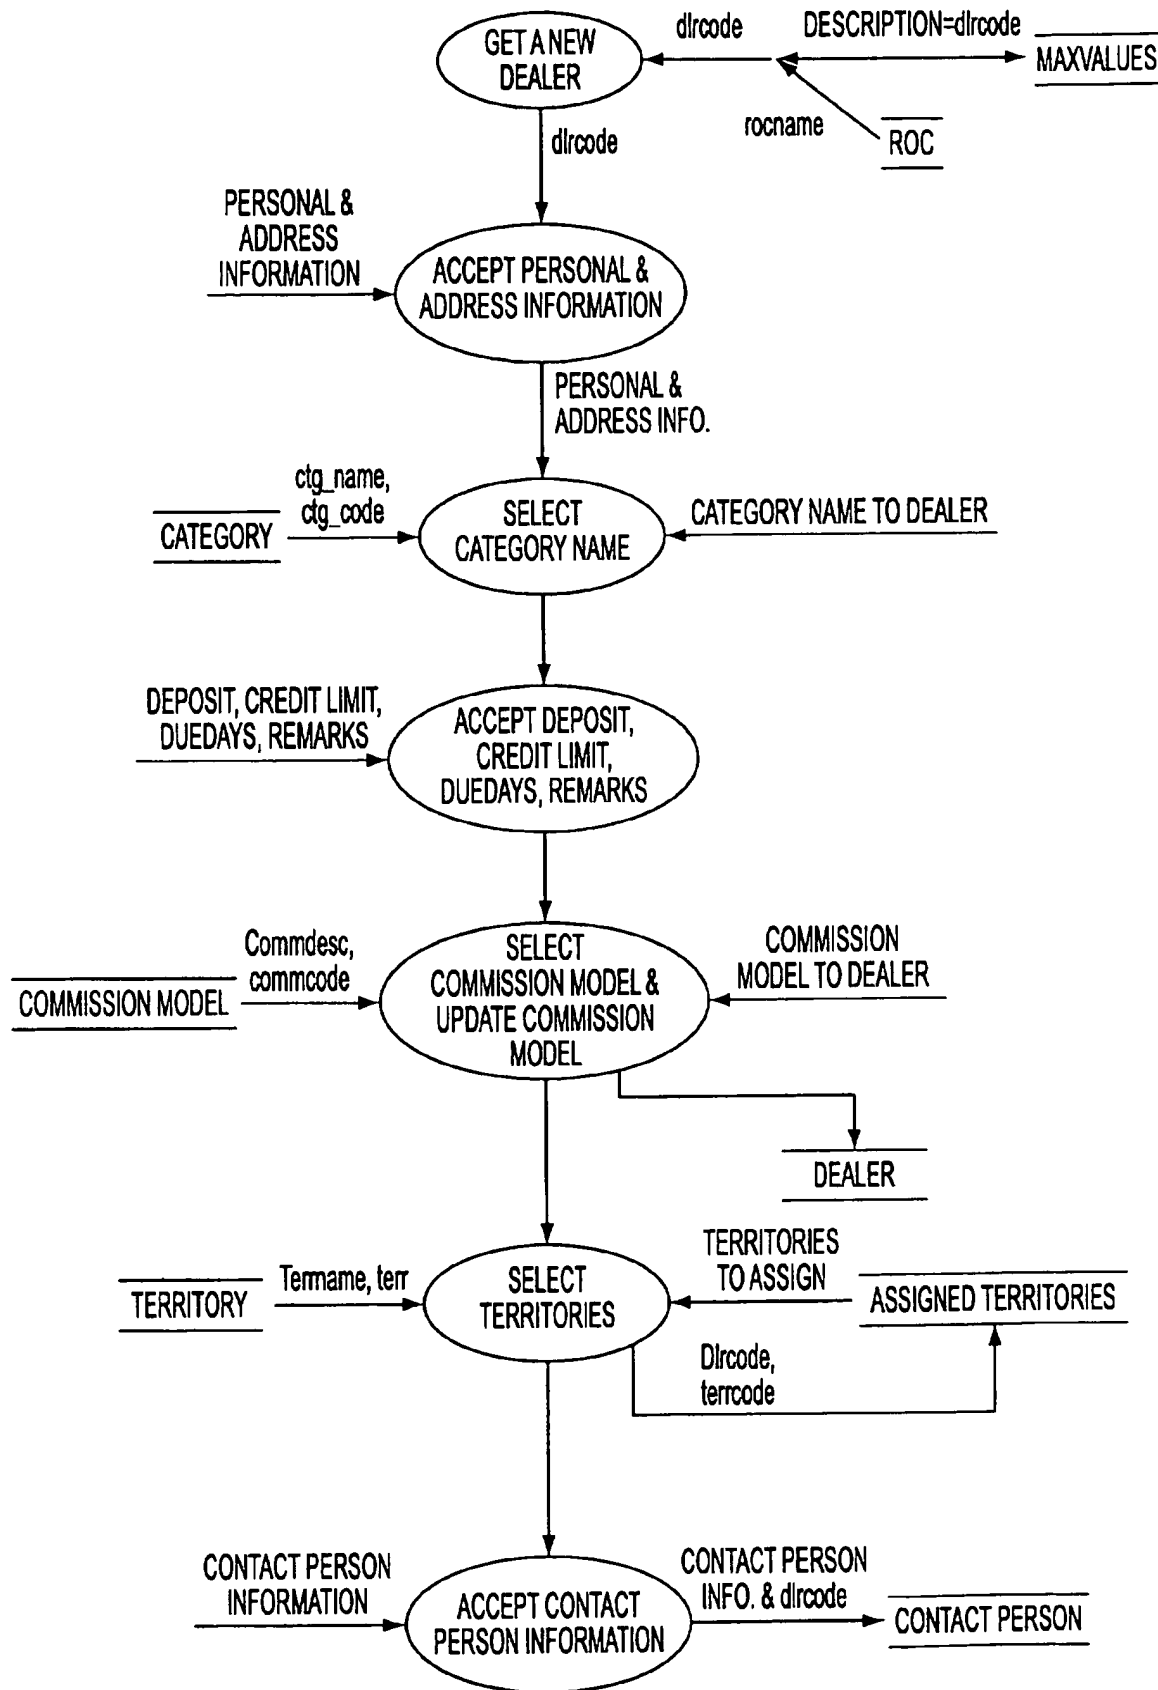 GET A NEW
DEALER
dlrcode
DESCRIPTION=dlrcode
MAXVALUES
rocname
ROC
dlrcode
PERSONAL &
ADDRESS
INFORMATION
ACCEPT PERSONAL &
ADDRESS INFORMATION
PERSONAL &
ADDRESS INFO.
ctg_name,
ctg_code
CATEGORY
SELECT
CATEGORY NAME
CATEGORY NAME TO DEALER
DEPOSIT, CREDIT LIMIT,
DUEDAYS, REMARKS
ACCEPT DEPOSIT,
CREDIT LIMIT,
DUEDAYS, REMARKS
Commdesc,
commcode
COMMISSION MODEL
SELECT
COMMISSION MODEL &
UPDATE COMMISSION
MODEL
COMMISSION
MODEL TO DEALER
DEALER
TERRITORY
Terrname, terr
SELECT
TERRITORIES
TERRITORIES
TO ASSIGN
ASSIGNED TERRITORIES
Dlrcode,
terrcode
CONTACT PERSON
INFORMATION
ACCEPT CONTACT
PERSON INFORMATION
CONTACT PERSON
INFO. & dlrcode
CONTACT PERSON